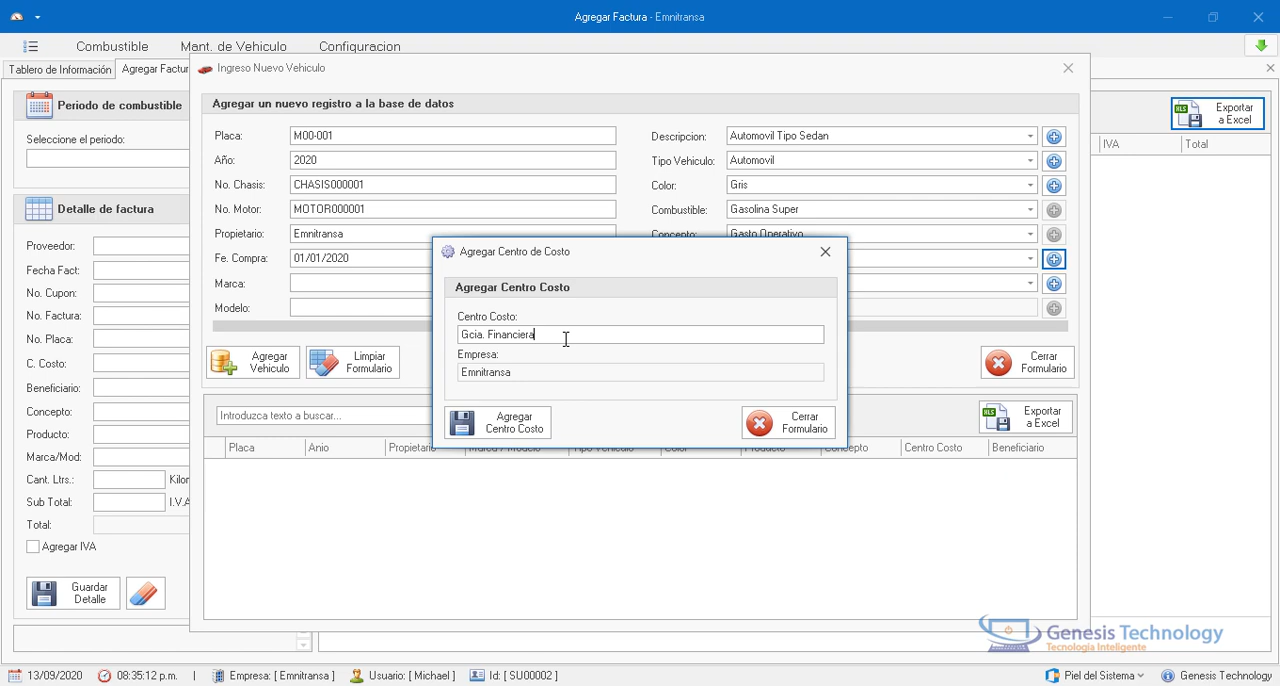 Agregar Factura - Emnitransa
Combustible Mant. de Vehiculo Configuracion
Tablero de Información Agregar Factur
Periodo de combustible
Seleccione el periodo:
Detalle de factura
Proveedor:
Fecha Fact:
No. Cupon:
No. Factura:
No. Placa:
C. Costo:
Beneficiario:
Concepto:
Producto:
Marca/Mod:
Cant. Ltrs.: Kilor
Sub Total: I.V.A
Total:
Agregar IVA
Guardar
Detalle
Ingreso Nuevo Vehiculo
Agregar un nuevo registro a la base de datos
Placa: M00-001
Año: 2020
No. Chasis: CHASIS000001
No. Motor: MOTOR000001
Propietario: Emnitransa
Fe. Compra: 01/01/2020
Marca:
Modelo:
Descripcion: Automovil Tipo Sedan
Tipo Vehiculo: Automovil
Color: Gris
Combustible: Gasolina Super
Concepto: Gasto Operativo
Agregar
Vehiculo
Limpiar
Formulario
Cerrar
Formulario
Introduzca texto a buscar...
Exportar
a Excel
Placa Anio Propietario Marca / Modelo Tipo Vehiculo Color Producto Concepto Centro Costo Beneficiario
Agregar Centro de Costo
Agregar Centro Costo
Centro Costo:
Gcia. Financiera
Empresa:
Emnitransa
Agregar
Centro Costo
Cerrar
Formulario
Exportar
a Excel
IVA Total
Genesis Technology
Tecnología Inteligente
13/09/2020 08:35:12 p.m. | Empresa: [ Emnitransa ] Usuario: [ Michael ] Id: [ SU00002 ] Piel del Sistema Genesis Technology